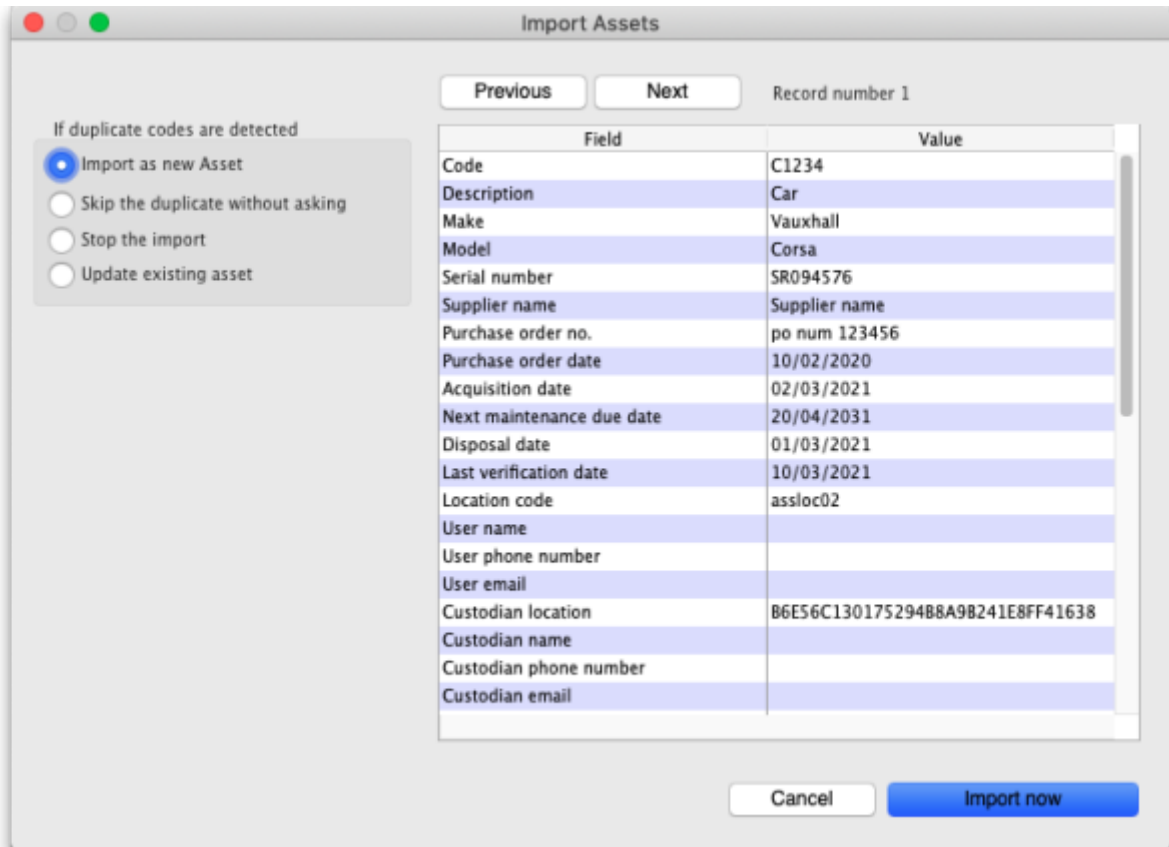 Import Assets
Previous Next Record number 1
If duplicate codes are detected
Import as new Asset
Skip the duplicate without asking
Stop the import
Update existing asset
Field Value
Code C1234
Description Car
Make Vauxhall
Model Corsa
Serial number SR094576
Supplier name Supplier name
Purchase order no. po num 123456
Purchase order date 10/02/2020
Acquisition date 02/03/2021
Next maintenance due date 20/04/2031
Disposal date 01/03/2021
Last verification date 10/03/2021
Location code assloc02
User name
User phone number
User email
Custodian location B6E56C130175294B8A9B241E8FF41638
Custodian name
Custodian phone number
Custodian email
Cancel Import now